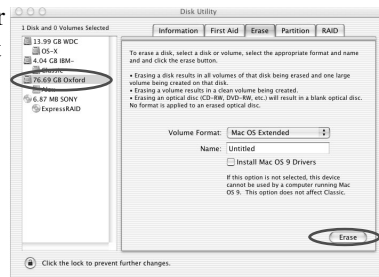 Disk Utility
1 Disk and 0 Volumes Selected
13.99 GB WDC
OS-X
4.04 GB IBM-
Classic
76.69 GB Oxford
6.87 MB SONY
ExpressRAID
Information First Aid Erase Partition RAID
To erase a disk, select a disk or volume, select the appropriate format and name
and and click the erase button.
• Erasing a disk results in all volumes of that disk being erased and one large
volume being created on that disk.
• Erasing a volume results in a clean volume being created.
• Erasing an optical disc (CD-RW, DVD-RW, etc.) will result in a blank optical disc.
No format is applied to an erased optical disc.
Volume Format: Mac OS Extended
Name: Untitled
Install Mac OS 9 Drivers
If this option is not selected, this device
cannot be used by a computer running Mac
OS 9. This option does not affect Classic.
Erase
Click the lock to prevent further changes.